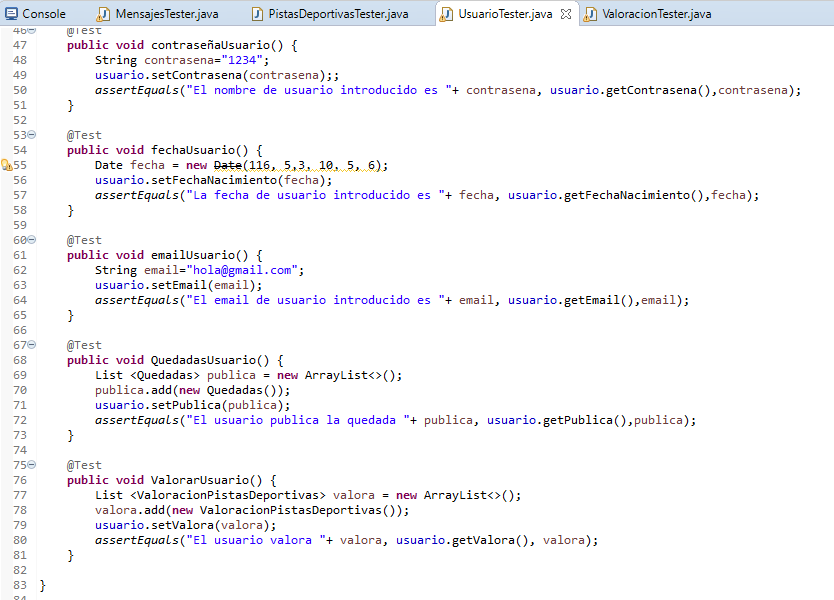 Console MensajesTester.java PistasDeportivasTester.java UsuarioTester.java ValoracionTester.java
46 @Test
47 public void contraseñaUsuario() {
48 String contrasena="1234";
49 usuario.setContrasena(contrasena);;
50 assertEquals("El nombre de usuario introducido es "+ contrasena, usuario.getContrasena(),contrasena);
51 }
52
53 @Test
54 public void fechaUsuario() {
55 Date fecha = new Date(116, 5,3, 10, 5, 6);
56 usuario.setFechaNacimiento(fecha);
57 assertEquals("La fecha de usuario introducido es "+ fecha, usuario.getFechaNacimiento(),fecha);
58 }
59
60 @Test
61 public void emailUsuario() {
62 String email="hola@gmail.com";
63 usuario.setEmail(email);
64 assertEquals("El email de usuario introducido es "+ email, usuario.getEmail(),email);
65 }
66
67 @Test
68 public void QuedadasUsuario() {
69 List <Quedadas> publica = new ArrayList<>();
70 publica.add(new Quedadas());
71 usuario.setPublica(publica);
72 assertEquals("El usuario publica la quedada "+ publica, usuario.getPublica(),publica);
73 }
74
75 @Test
76 public void ValorarUsuario() {
77 List <ValoracionPistasDeportivas> valora = new ArrayList<>();
78 valora.add(new ValoracionPistasDeportivas());
79 usuario.setValora(valora);
80 assertEquals("El usuario valora "+ valora, usuario.getValora(), valora);
81 }
82
83 }
84